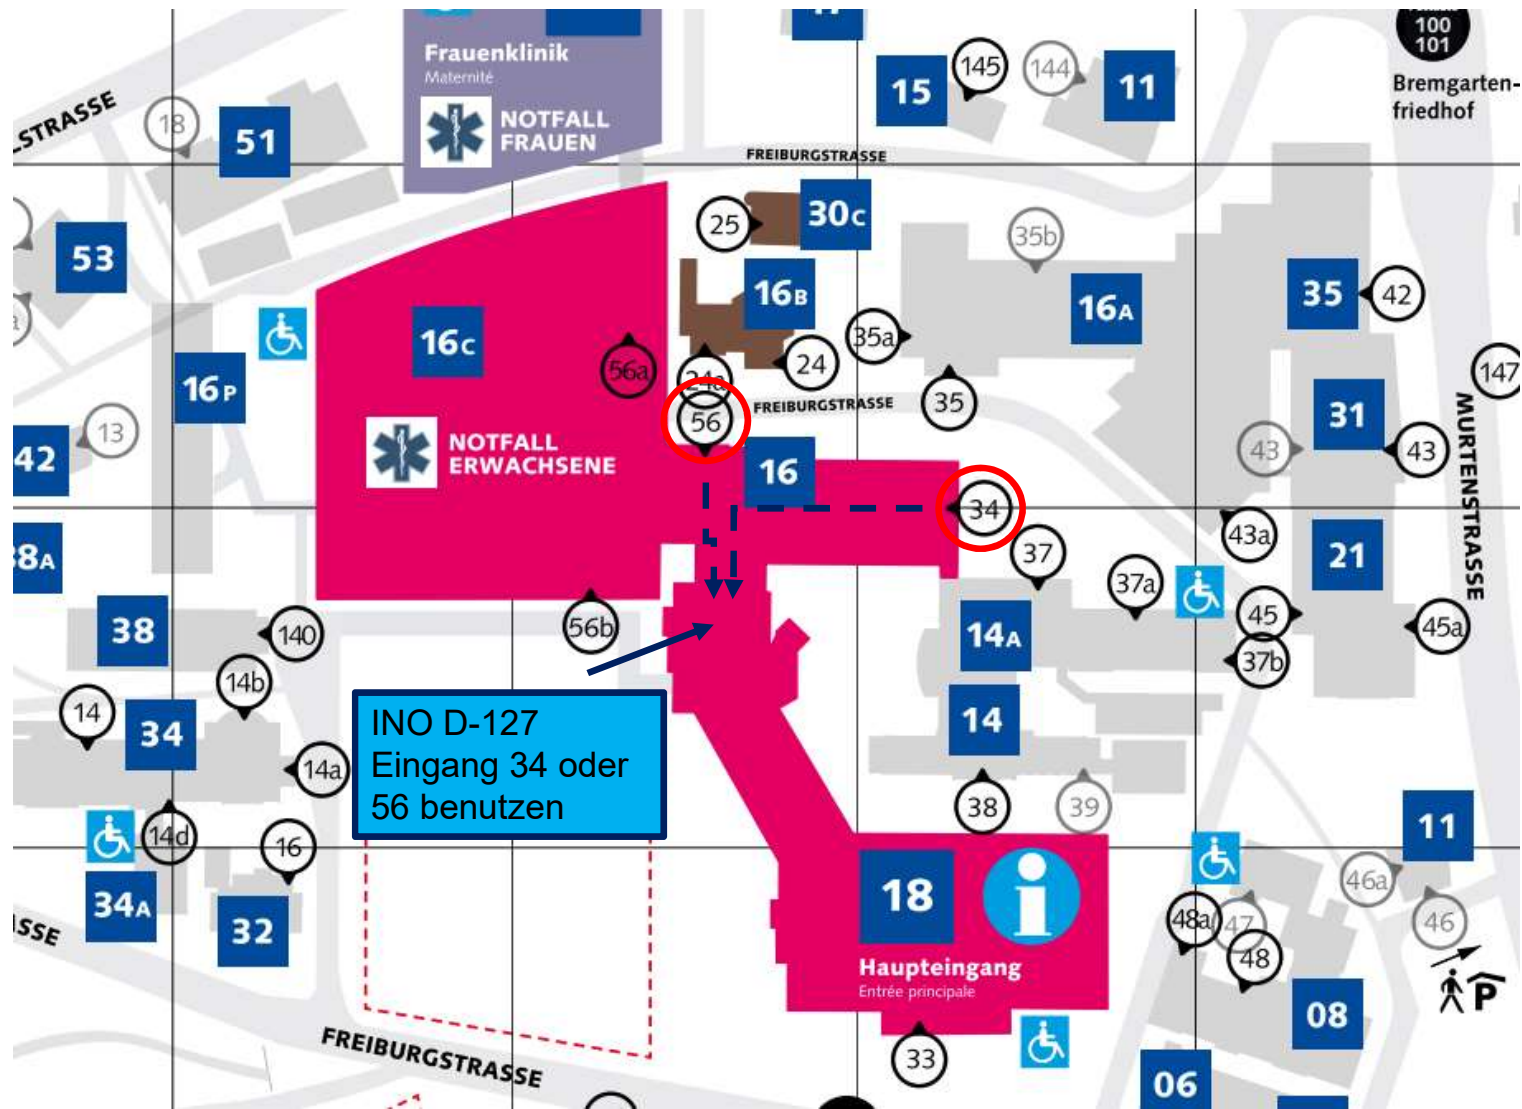 100
101
Bremgarten-
friedhof
Frauenklinik
Maternité
NOTFALL
FRAUEN
15
145
144
11
LSTRASSE
18
51
FREIBURGSTRASSE
53
25
30c
35b
16B
16A
35
42
16c
35a
56a
24a
24
16P
147
56
FREIBURGSTRASSE
35
31
MURTENSTRASSE
13
42
NOTFALL
ERWACHSENE
16
43
43
34
43a
38A
37
21
37a
38
140
56b
14A
45
45a
37b
14b
14
34
14
14a
INO D-127
Eingang 34 oder
56 benutzen
38
39
14d
16
11
34A
32
18
46a
48a
47
46
48
SSE
Haupteingang
Entrée principale
P
08
FREIBURGSTRASSE
33
06